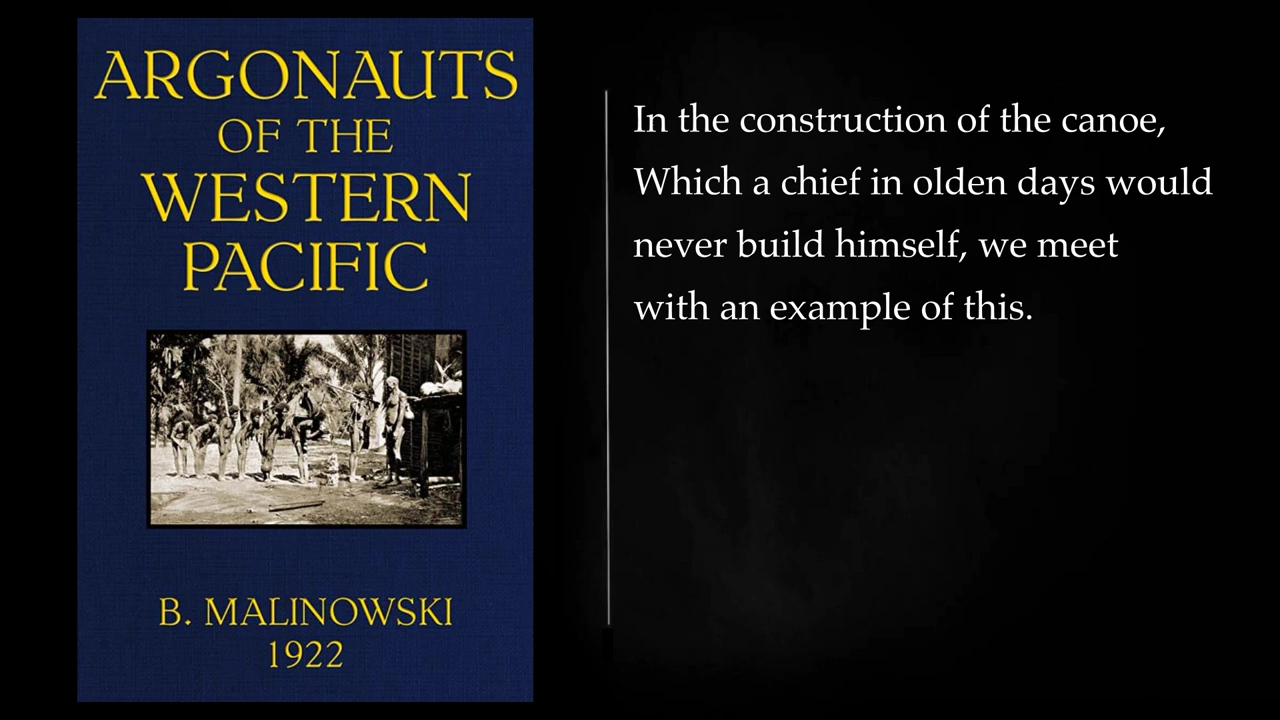 ARGONAUTS
OF THE
WESTERN
PACIFIC
B. MALINOWSKI
1922
In the construction of the canoe,
Which a chief in olden days would
never build himself, we meet
with an example of this.